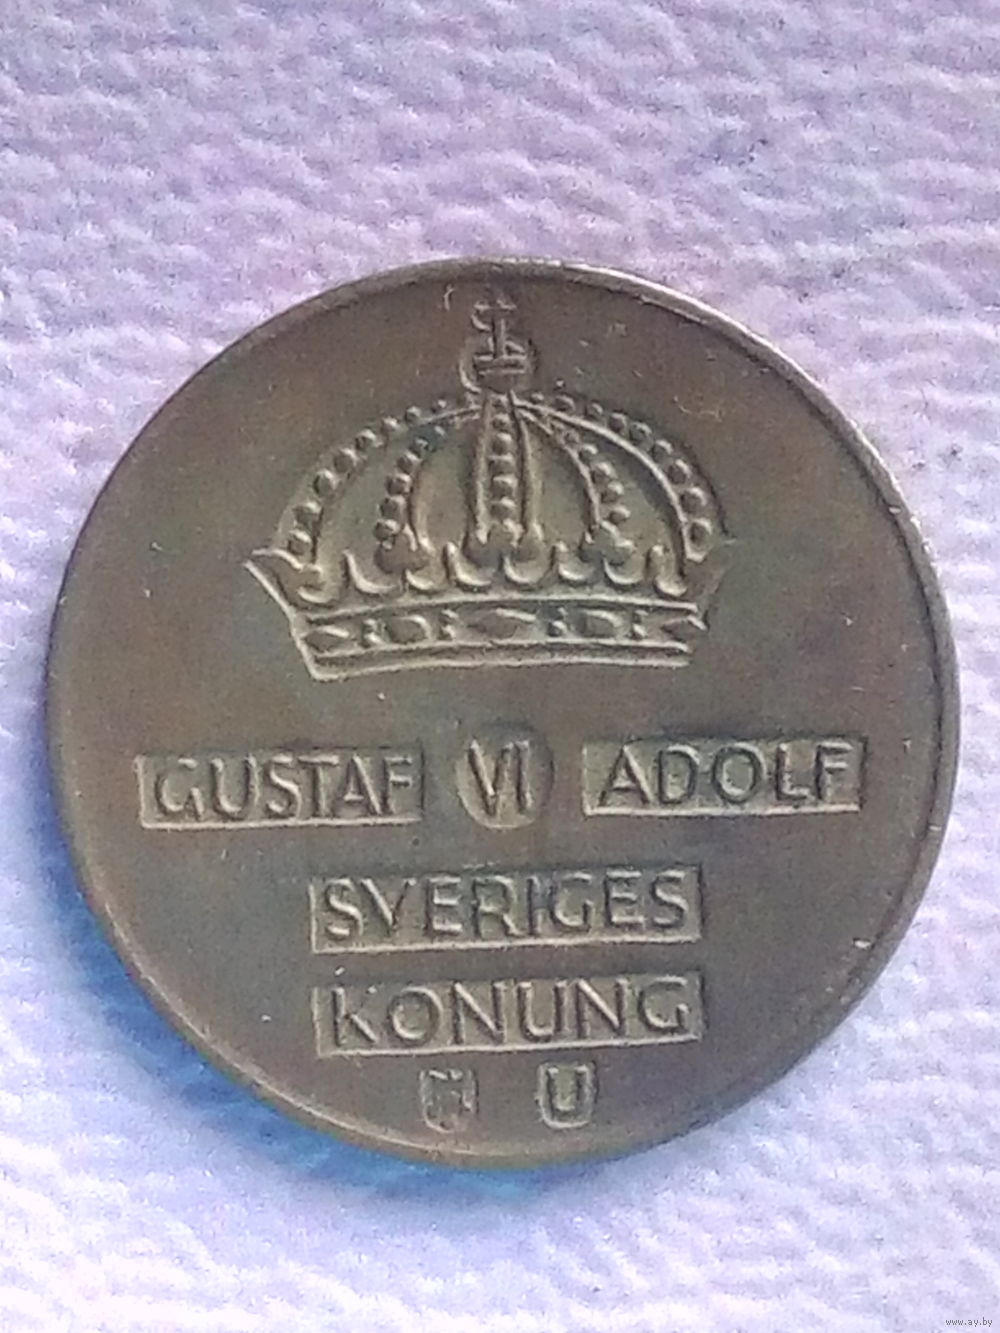 GUSTAF VI ADOLF
SVERIGES
KONUNG
U
www.ay.by